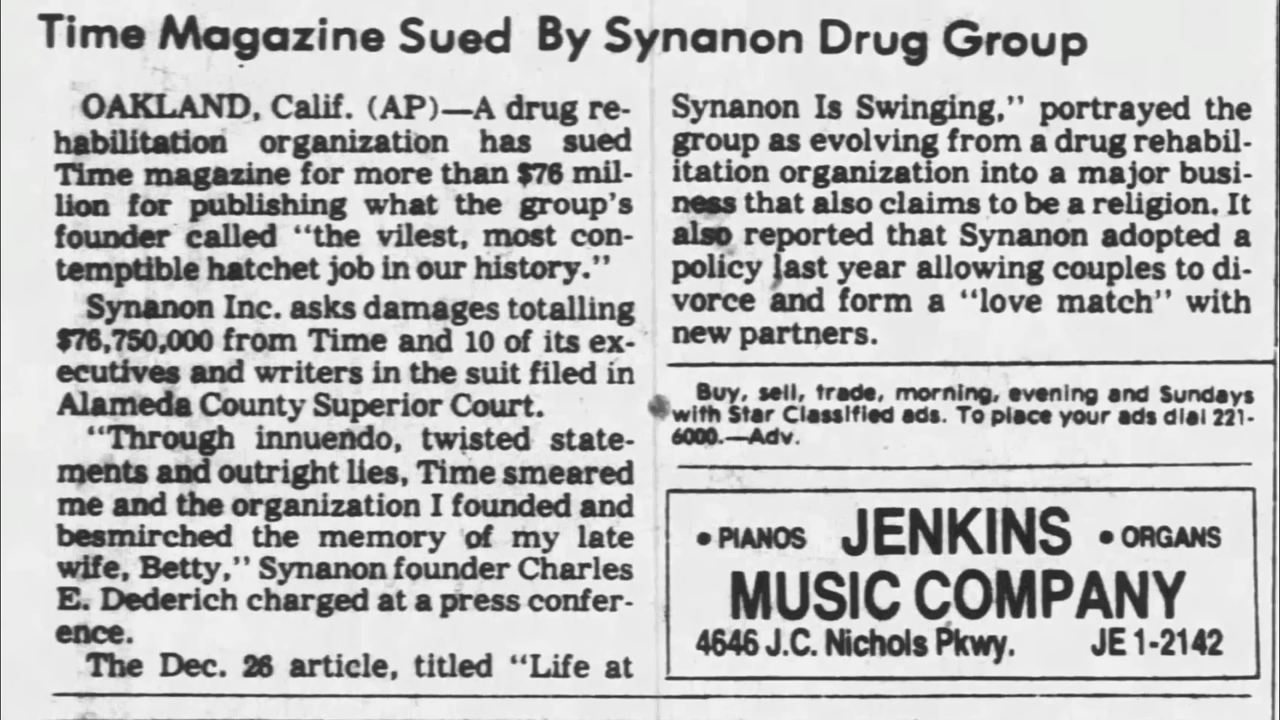 Time Magazine Sued By Synanon Drug Group
OAKLAND, Calif. (AP)—A drug re-
habilitation organization has sued
Time magazine for more than $76 mil-
lion for publishing what the group's
founder called "the vilest, most con-
temptible hatchet job in our history."
Synanon Inc. asks damages totalling
$76,750,000 from Time and 10 of its ex-
ecutives and writers in the suit filed in
Alameda County Superior Court.
"Through innuendo, twisted state-
ments and outright lies, Time smeared
me and the organization I founded and
besmirched the memory of my late
wife, Betty," Synanon founder Charles
E. Dederich charged at a press confer-
ence.
The Dec. 26 article, titled "Life at
Synanon Is Swinging," portrayed the
group as evolving from a drug rehabil-
itation organization into a major busi-
ness that also claims to be a religion. It
also reported that Synanon adopted a
policy last year allowing couples to di-
vorce and form a "love match" with
new partners.
Buy, sell, trade, morning, evening and Sundays
with Star Classified ads. To place your ads dial 221-
6000.—Adv.
• PIANOS JENKINS • ORGANS
MUSIC COMPANY
4646 J.C. Nichols Pkwy. JE 1-2142